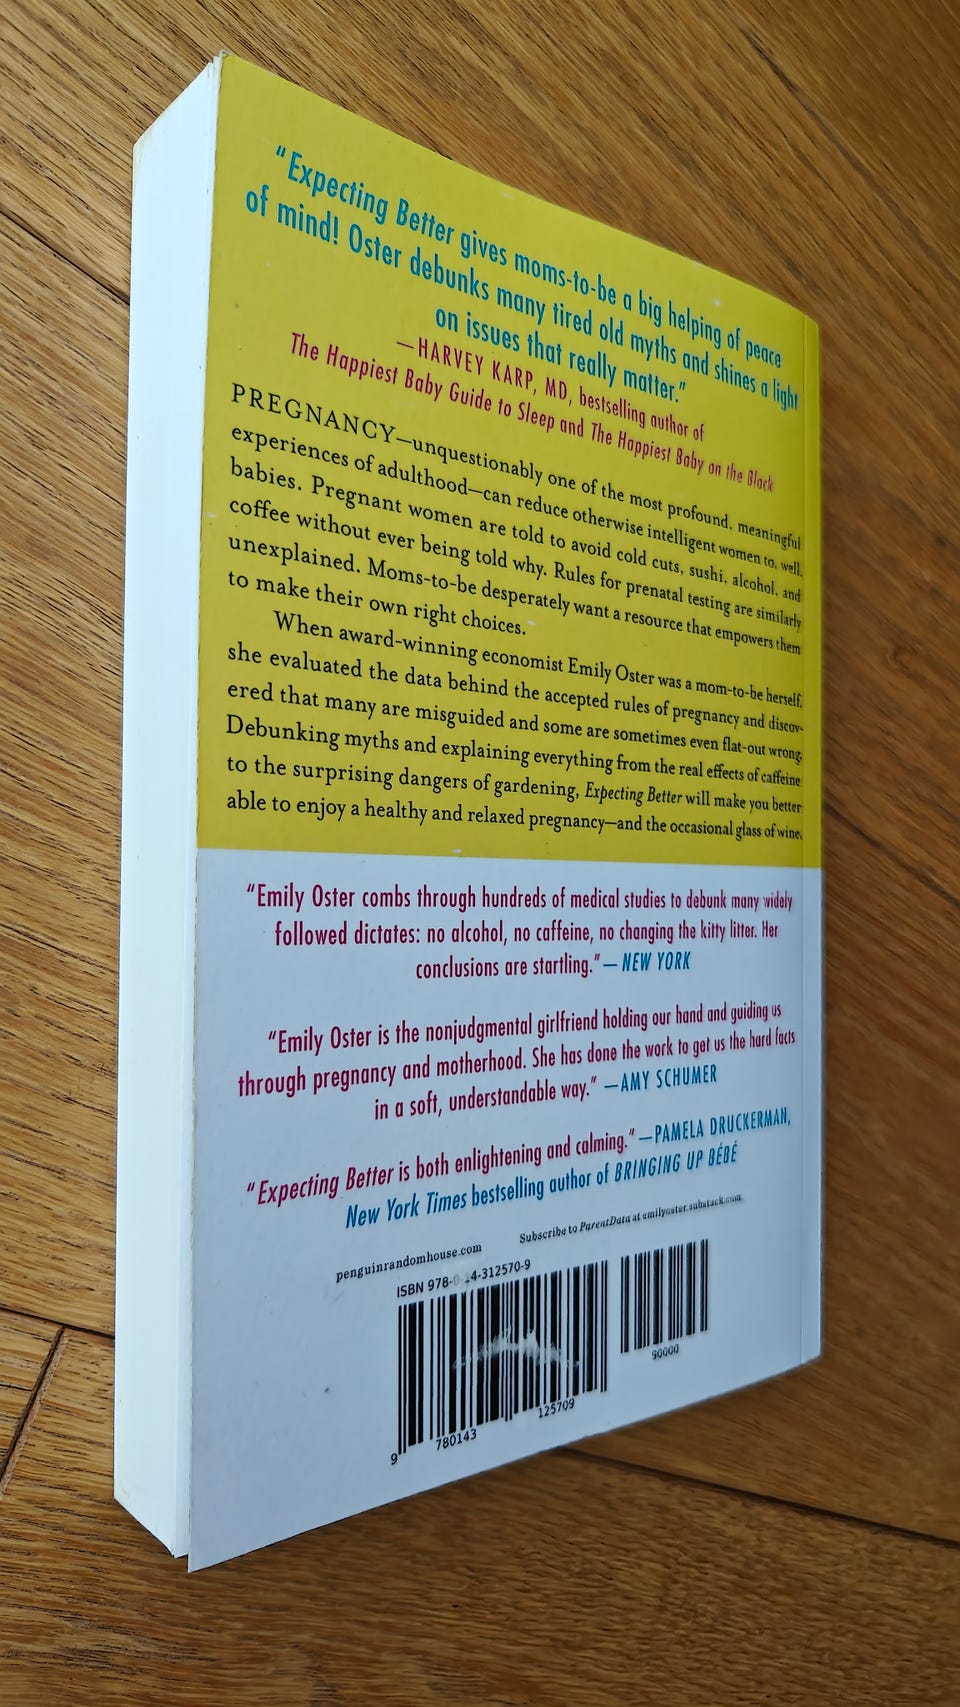 “Expecting Better gives moms-to-be a big helping of peace
of mind! Oster debunks many tired old myths and shines a light
on issues that really matter.”
—HARVEY KARP, MD, bestselling author of
The Happiest Baby Guide to Sleep and The Happiest Baby on the Block
PREGNANCY—unquestionably one of the most profound, meaningful
experiences of adulthood—can reduce otherwise intelligent women to, well,
babies. Pregnant women are told to avoid cold cuts, sushi, alcohol, and
coffee without ever being told why. Rules for prenatal testing are similarly
unexplained. Moms-to-be desperately want a resource that empowers them
to make their own right choices.
When award-winning economist Emily Oster was a mom-to-be herself,
she evaluated the data behind the accepted rules of pregnancy and discov-
ered that many are misguided and some are sometimes even flat-out wrong.
Debunking myths and explaining everything from the real effects of caffeine
to the surprising dangers of gardening, Expecting Better will make you better
able to enjoy a healthy and relaxed pregnancy—and the occasional glass of wine.
“Emily Oster combs through hundreds of medical studies to debunk many widely
followed dictates: no alcohol, no caffeine, no changing the kitty litter. Her
conclusions are startling.”—NEW YORK
“Emily Oster is the nonjudgmental girlfriend holding our hand and guiding us
through pregnancy and motherhood. She has done the work to get us the hard facts
in a soft, understandable way.” —AMY SCHUMER
“Expecting Better is both enlightening and calming.”—PAMELA DRUCKERMAN,
New York Times bestselling author of BRINGING UP BÉBÉ
penguinrandomhouse.com
Subscribe to ParentData at emilyoster.substack.com.
ISBN 978-0-14-312570-9
9 780143 125709
90000